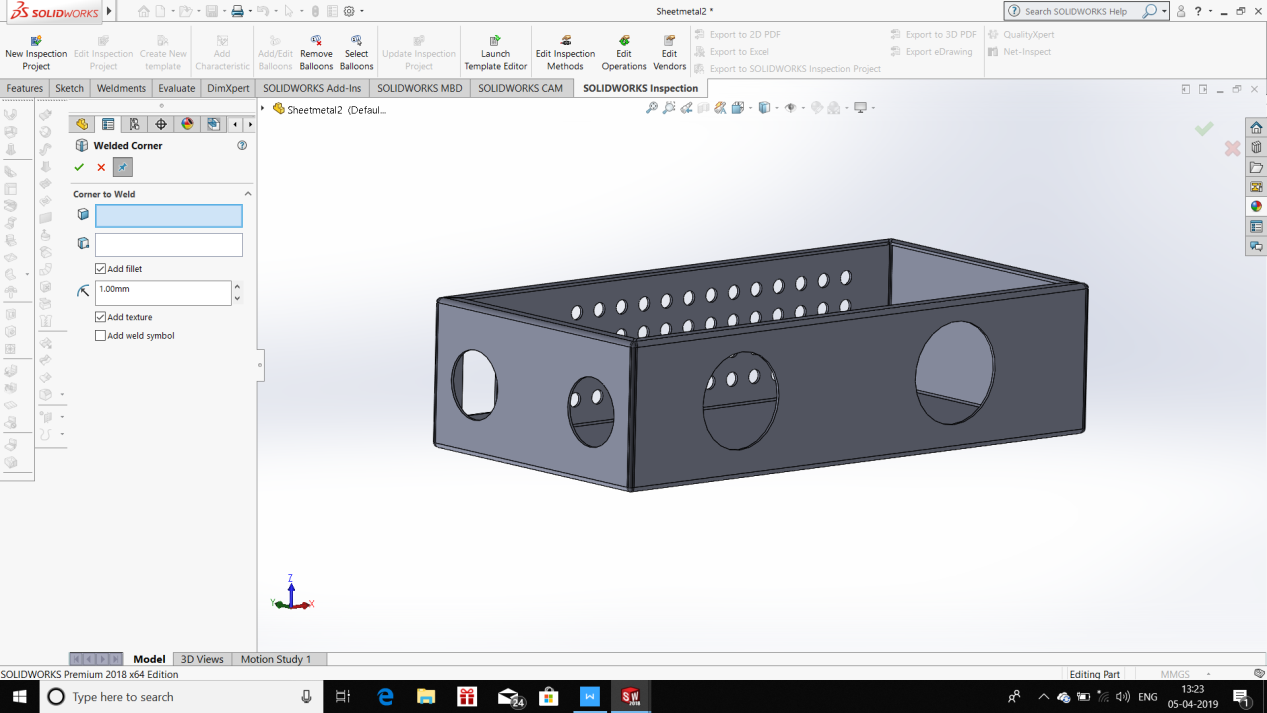 SOLIDWORKS
Sheetmetal2 *
Search SOLIDWORKS Help
?
New Inspection Project
Edit Inspection Project
Create New template
Add Characteristic
Add/Edit Balloons
Remove Balloons
Select Balloons
Update Inspection Project
Launch Template Editor
Edit Inspection Methods
Edit Operations
Edit Vendors
Export to 2D PDF
Export to Excel
Export to SOLIDWORKS Inspection Project
Export to 3D PDF
Export eDrawing
QualityXpert
Net-Inspect
Features Sketch Weldments Evaluate DimXpert SOLIDWORKS Add-Ins SOLIDWORKS MBD SOLIDWORKS CAM SOLIDWORKS Inspection
Sheetmetal2 (Defaul...
Welded Corner
Corner to Weld
Add fillet
1.00mm
Add texture
Add weld symbol
Z
Y
X
Model 3D Views Motion Study 1
SOLIDWORKS Premium 2018 x64 Edition
Editing Part
MMGS
Type here to search
24
SW
2018
ENG
13:23
05-04-2019
1